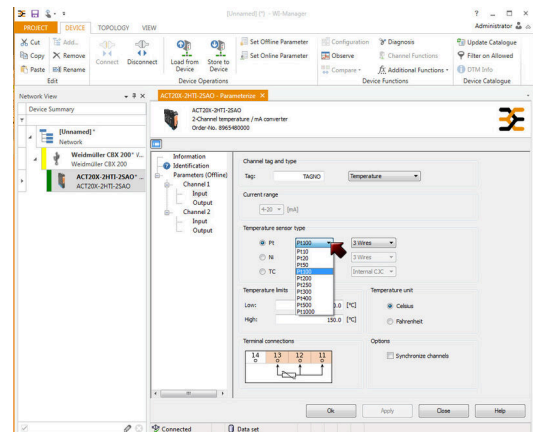 [Unnamed] (*) - WI-Manager
PROJECT DEVICE TOPOLOGY VIEW Administrator
Cut Add... Set Offline Parameter Configuration Diagnosis Update Catalogue
Copy Remove Set Online Parameter Observe Channel Functions Filter on Allowed
Paste Rename Connect Disconnect Load from Device Store to Device Compare Additional Functions DTM Info
Edit Device Operations Device Functions Device Catalogue
Network View
Device Summary
[Unnamed]*
Network
Weidmüller CBX 200* V...
Weidmüller CBX 200
ACT20X-2HTI-2SAO* ...
ACT20X-2HTI-2SAO
ACT20X-2HTI-2SAO - Parameterize
ACT20X-2HTI-2SAO
2-Channel temperature / mA converter
Order-No. 8965480000
Information
Identification
Parameters (Offline)
Channel 1
Input
Output
Channel 2
Input
Output
Channel tag and type
Tag: TAGNO Temperature
Current range
4-20 [mA]
Temperature sensor type
Pt Pt100 3 Wires
Ni 3 Wires
TC Internal CJC
Pt10
Pt20
Pt50
Pt100
Pt200
Pt250
Pt300
Pt400
Pt500
Pt1000
Temperature limits
Low: 0.0 [°C]
High: 150.0 [°C]
Temperature unit
Celsius
Fahrenheit
Terminal connections
14 13 12 11
Options
Synchronize channels
Ok Apply Close Help
Connected Data set